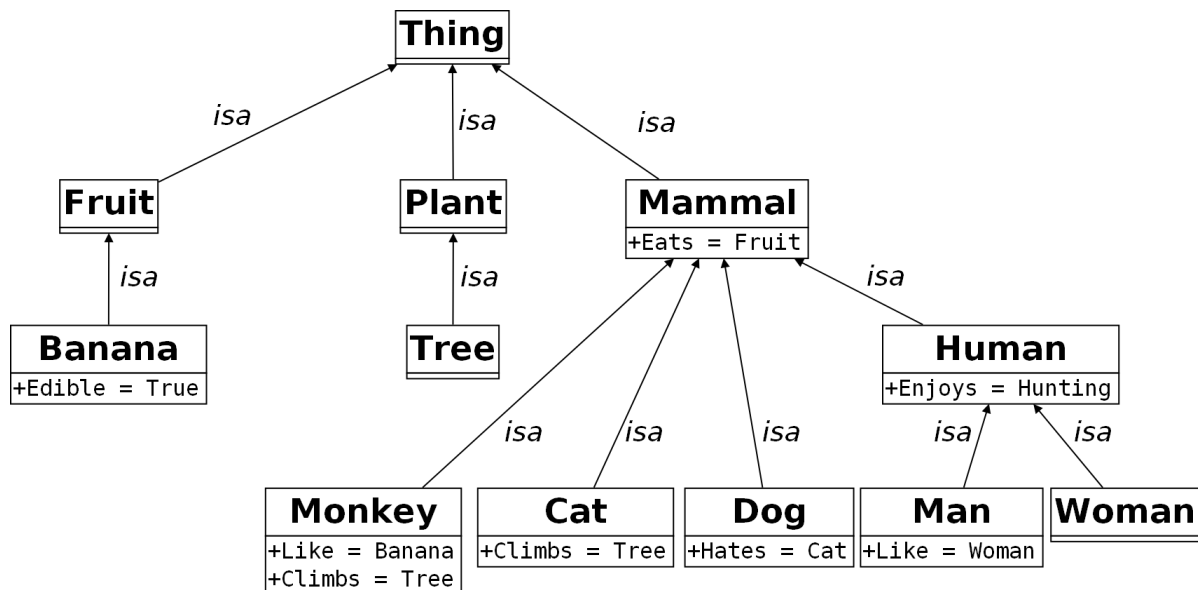 Thing
isa
isa
isa
Fruit
Plant
Mammal
+Eats = Fruit
isa
isa
isa
Banana
+Edible = True
Tree
Human
+Enjoys = Hunting
isa
isa
isa
isa
isa
Monkey
+Like = Banana
+Climbs = Tree
Cat
+Climbs = Tree
Dog
+Hates = Cat
Man
+Like = Woman
Woman